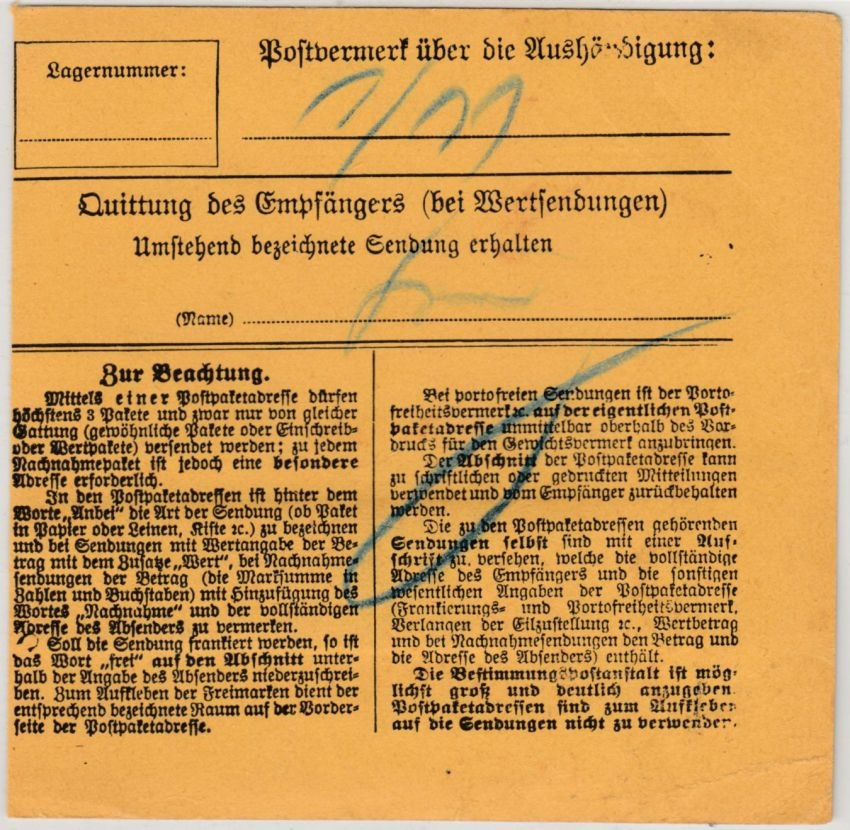 Postvermerk über die Aushändigung:
Lagernummer:
1/11
Quittung des Empfängers (bei Wertsendungen)
Umstehend bezeichnete Sendung erhalten
(Name)
Zur Beachtung.
Mittels einer Postpaketadresse dürfen
höchstens 3 Pakete und zwar nur von gleicher
Gattung (gewöhnliche Pakete oder Einschreib-
oder Wertpakete) versendet werden; zu jedem
Nachnahmepaket ist jedoch eine besondere
Adresse erforderlich.
In den Postpaketadressen ist hinter dem
Worte „Anbei“ die Art der Sendung (ob Paket
in Papier oder Leinen, Kiste ꝛc.) zu bezeichnen
und bei Sendungen mit Wertangabe der Be-
trag mit dem Zusatze „Wert“, bei Nachnahme-
sendungen der Betrag (die Marksumme in
Zahlen und Buchstaben) mit Hinzufügung des
Wortes „Nachnahme“ und der vollständigen
Adresse des Absenders zu vermerken.
Soll die Sendung frankiert werden, so ist
das Wort „frei“ auf den Abschnitt unter-
halb der Angabe des Absenders niederzuschrei-
ben. Zum Aufkleben der Freimarken dient der
entsprechend bezeichnete Raum auf der Vorder-
seite der Postpaketadresse.
Bei portofreien Sendungen ist der Porto-
freiheitsvermerk ꝛc. auf der eigentlichen Post-
paketadresse unmittelbar oberhalb des Vor-
drucks für den Gewichtsvermerk anzubringen.
Der Abschnitt der Postpaketadresse kann
zu schriftlichen oder gedruckten Mitteilungen
verwendet und vom Empfänger zurückbehalten
werden.
Die zu den Postpaketadressen gehörenden
Sendungen selbst sind mit einer Auf-
schrift zu versehen, welche die vollständige
Adresse des Empfängers und die sonstigen
wesentlichen Angaben der Postpaketadresse
(Frankierungs- und Portofreiheitsvermerk,
Verlangen der Eilzustellung ꝛc., Wertbetrag
und bei Nachnahmesendungen den Betrag und
die Adresse des Absenders) enthält.
Die Bestimmungspostanstalt ist mög-
lichst groß und deutlich anzugeben.
Postpaketadressen sind zum Aufkleben
auf die Sendungen nicht zu verwenden.